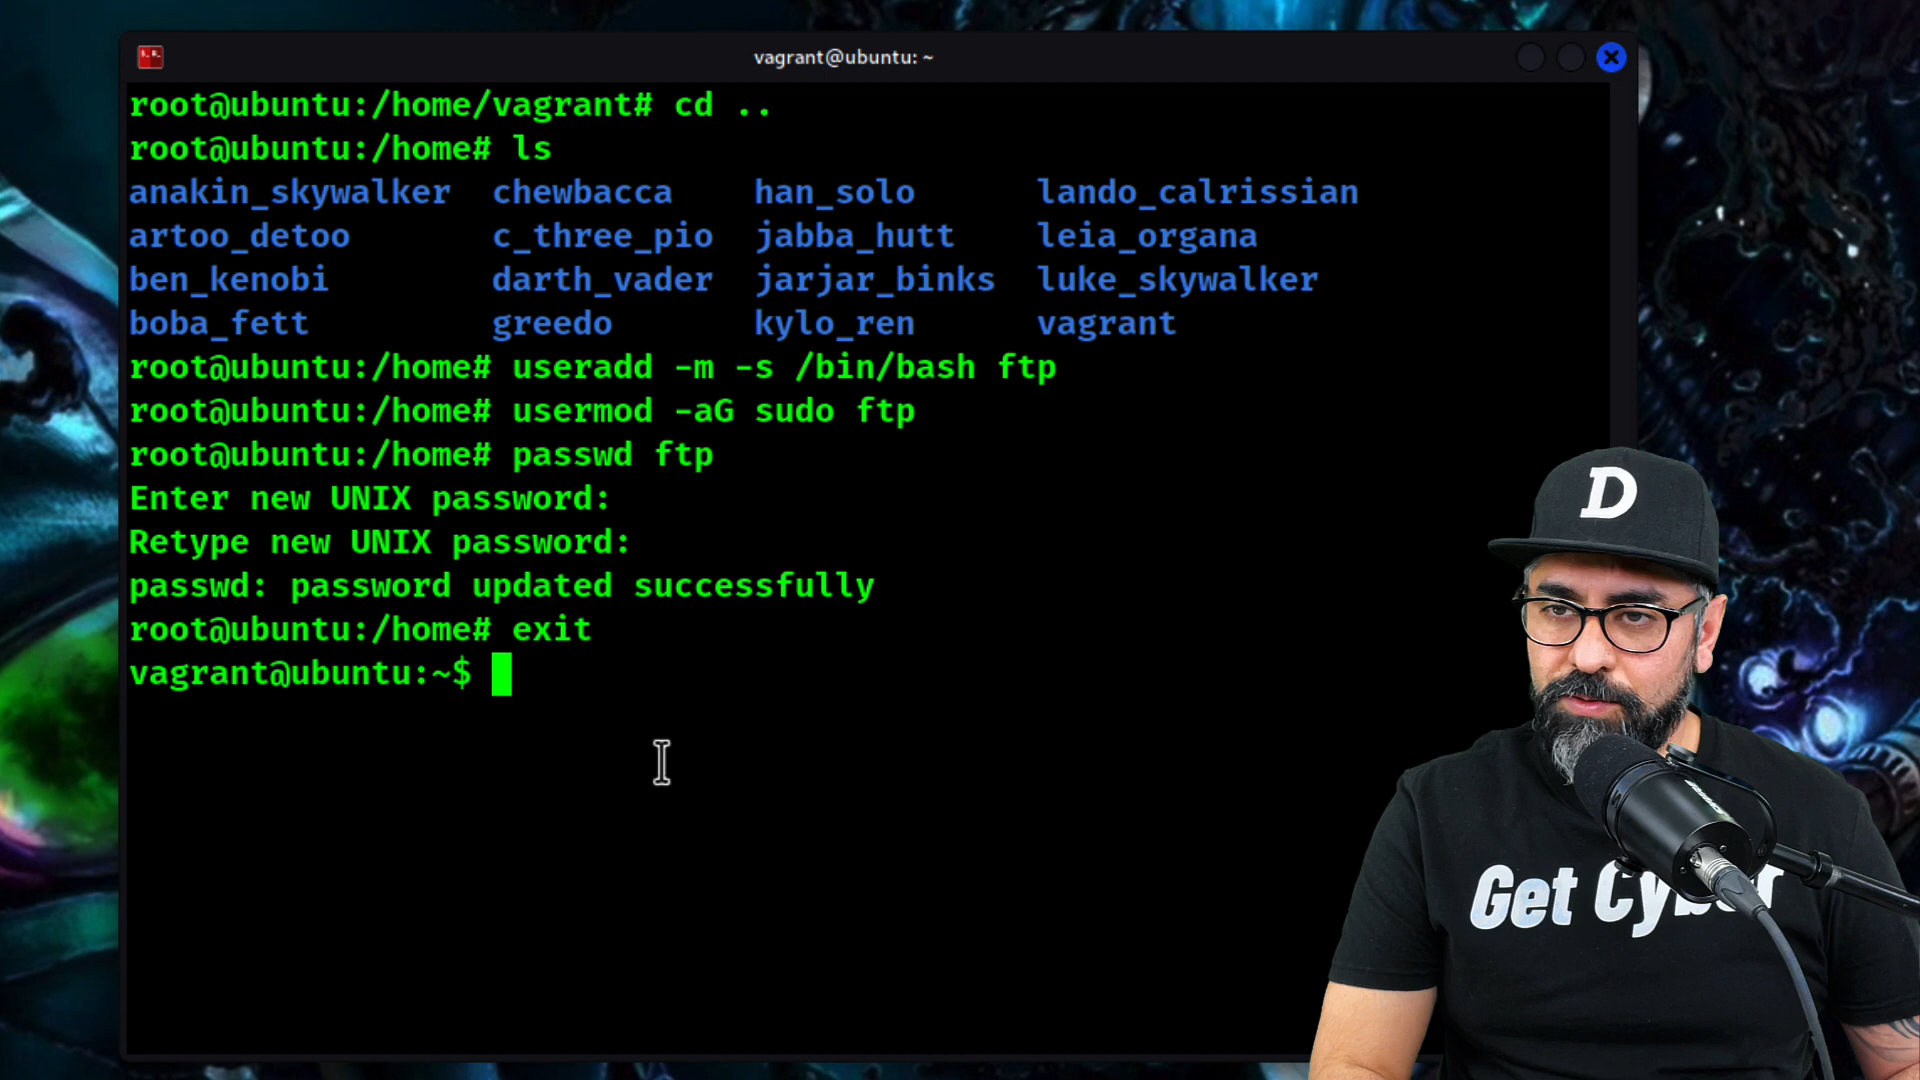 vagrant@ubuntu: ~
root@ubuntu:/home/vagrant# cd ..
root@ubuntu:/home# ls
anakin_skywalker chewbacca han_solo lando_calrissian
artoo_detoo c_three_pio jabba_hutt leia_organa
ben_kenobi darth_vader jarjar_binks luke_skywalker
boba_fett greedo kylo_ren vagrant
root@ubuntu:/home# useradd -m -s /bin/bash ftp
root@ubuntu:/home# usermod -aG sudo ftp
root@ubuntu:/home# passwd ftp
Enter new UNIX password:
Retype new UNIX password:
passwd: password updated successfully
root@ubuntu:/home# exit
vagrant@ubuntu:~$
D
Get